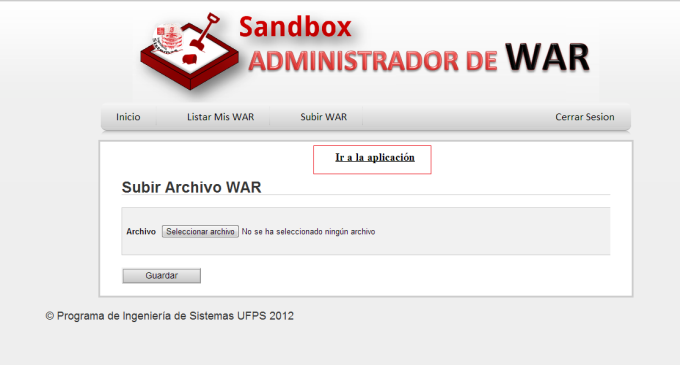 Sandbox
ADMINISTRADOR DE WAR
Inicio Listar Mis WAR Subir WAR Cerrar Sesion
Ir a la aplicación
Subir Archivo WAR
Archivo Seleccionar archivo No se ha seleccionado ningún archivo
Guardar
© Programa de Ingeniería de Sistemas UFPS 2012